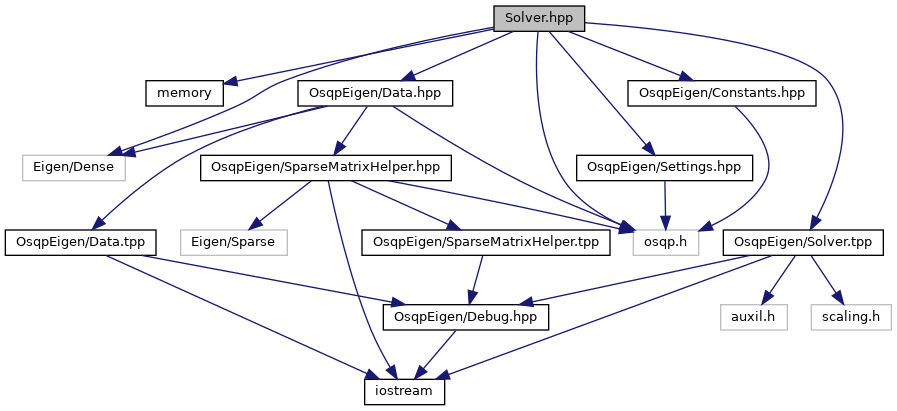 Solver.hpp
memory
OsqpEigen/Data.hpp
OsqpEigen/Constants.hpp
Eigen/Dense
OsqpEigen/SparseMatrixHelper.hpp
OsqpEigen/Settings.hpp
OsqpEigen/Data.tpp
Eigen/Sparse
OsqpEigen/SparseMatrixHelper.tpp
osqp.h
OsqpEigen/Solver.tpp
OsqpEigen/Debug.hpp
auxil.h
scaling.h
iostream